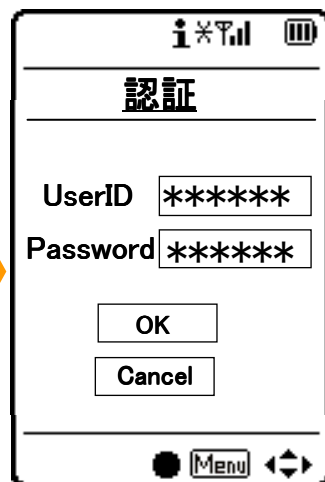 認証
UserID ******
Password ******
OK
Cancel
Menu